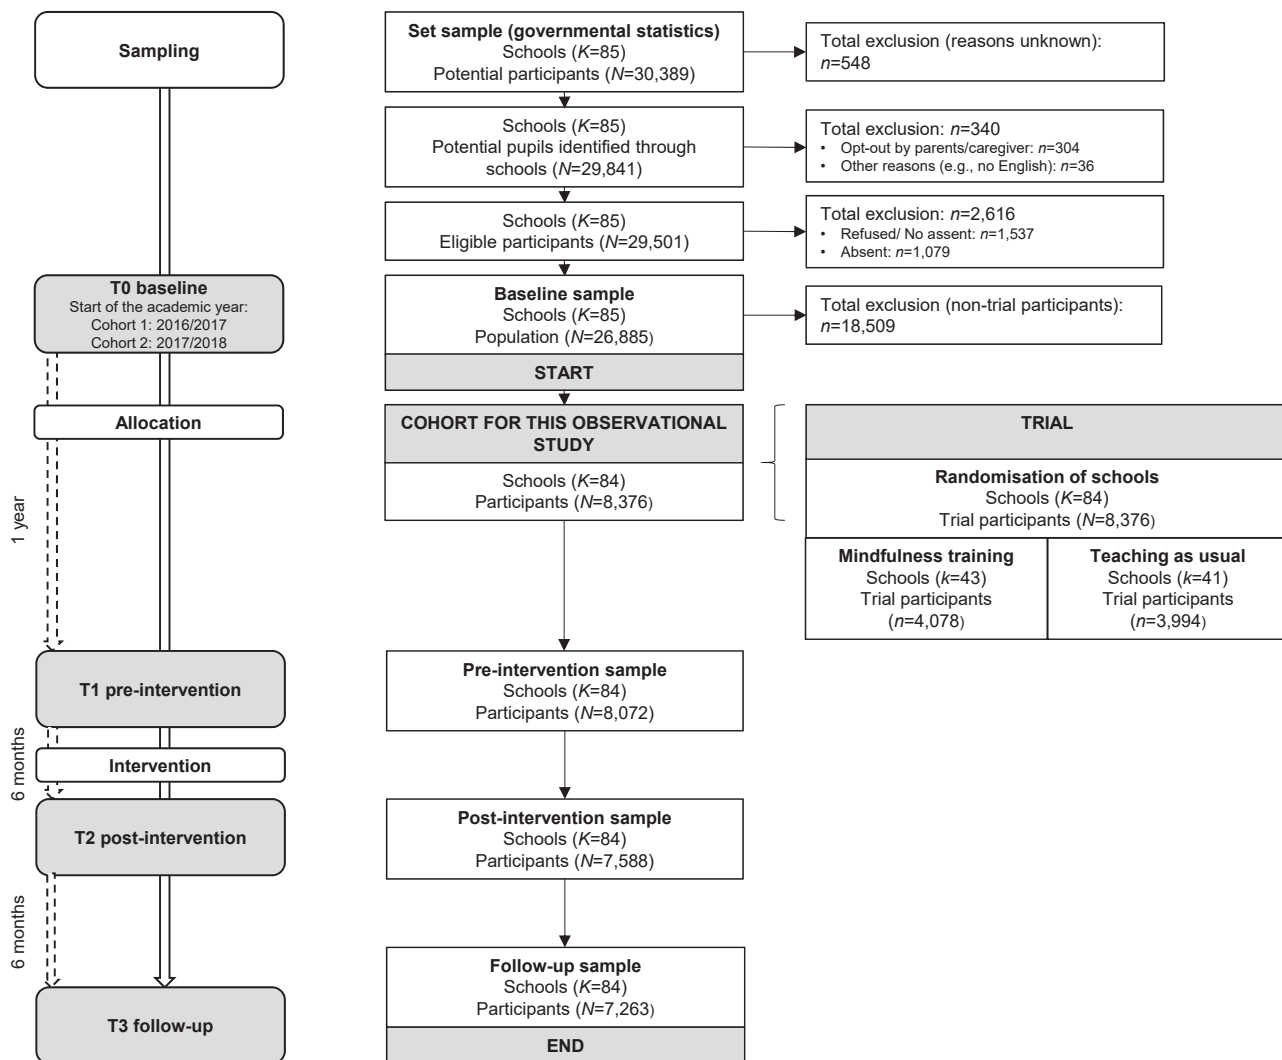 Sampling
Set sample (governmental statistics)
Schools (K=85)
Potential participants (N=30,389)
Total exclusion (reasons unknown):
n=548
Schools (K=85)
Potential pupils identified through
schools (N=29,841)
Total exclusion: n=340
• Opt-out by parents/caregiver: n=304
• Other reasons (e.g., no English): n=36
Schools (K=85)
Eligible participants (N=29,501)
Total exclusion: n=2,616
• Refused/ No assent: n=1,537
• Absent: n=1,079
T0 baseline
Start of the academic year:
Cohort 1: 2016/2017
Cohort 2: 2017/2018
Baseline sample
Schools (K=85)
Population (N=26,885)
START
Total exclusion (non-trial participants):
n=18,509
Allocation
1 year
COHORT FOR THIS OBSERVATIONAL
STUDY
Schools (K=84)
Participants (N=8,376)
TRIAL
Randomisation of schools
Schools (K=84)
Trial participants (N=8,376)
Mindfulness training
Schools (k=43)
Trial participants
(n=4,078)
Teaching as usual
Schools (k=41)
Trial participants
(n=3,994)
T1 pre-intervention
Pre-intervention sample
Schools (K=84)
Participants (N=8,072)
6 months
Intervention
T2 post-intervention
Post-intervention sample
Schools (K=84)
Participants (N=7,588)
6 months
T3 follow-up
Follow-up sample
Schools (K=84)
Participants (N=7,263)
END